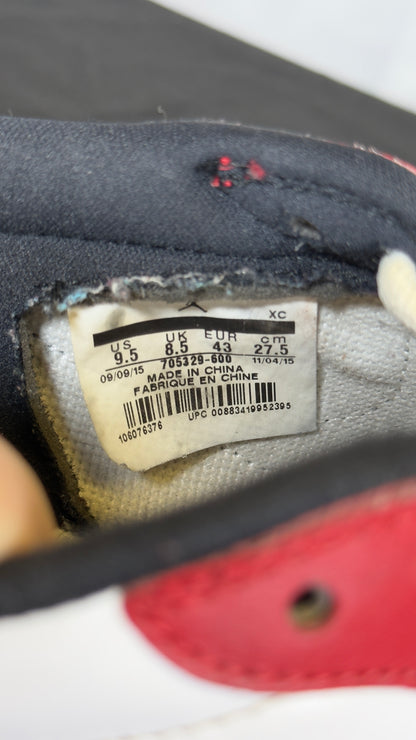 XC
US UK EUR cm
9.5 8.5 43 27.5
705329-600
09/09/15 11/04/15
MADE IN CHINA
FABRIQUE EN CHINE
106076376 UPC 00883419952395